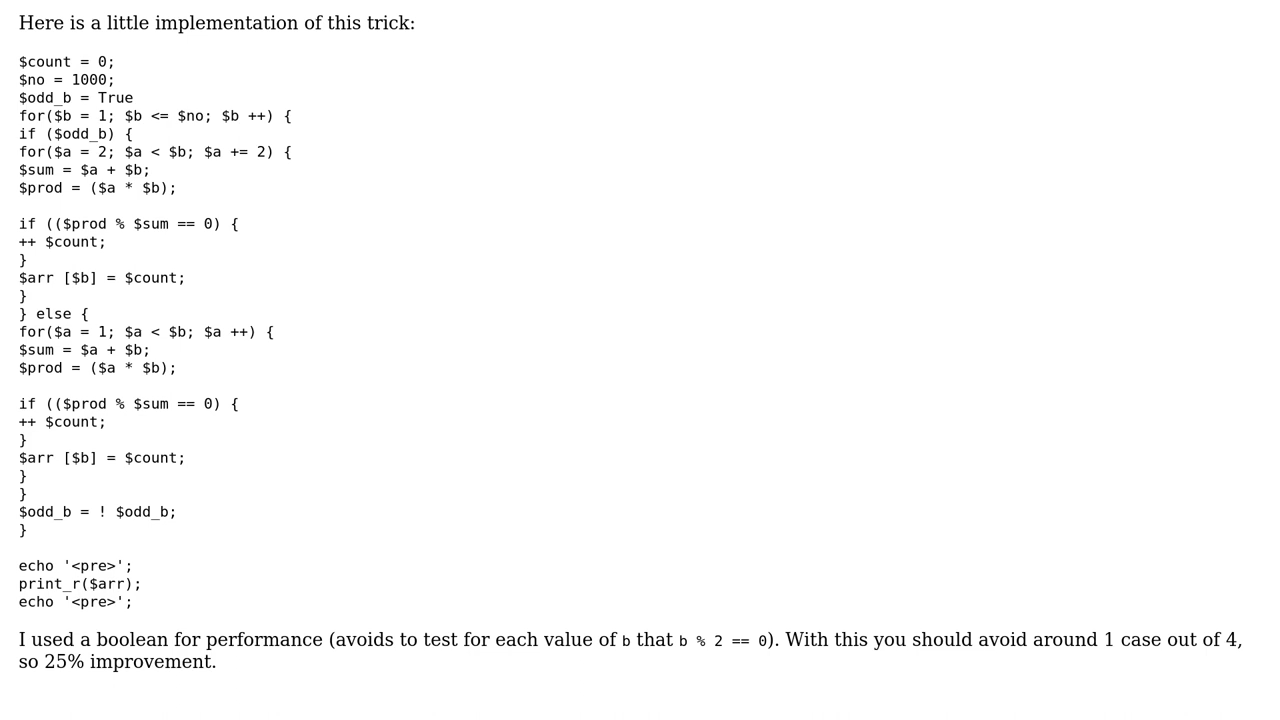 Here is a little implementation of this trick:
$count = 0;
$no = 1000;
$odd_b = True
for($b = 1; $b <= $no; $b ++) {
if ($odd_b) {
for($a = 2; $a < $b; $a += 2) {
$sum = $a + $b;
$prod = ($a * $b);
if (($prod % $sum == 0) {
++ $count;
}
$arr [$b] = $count;
}
} else {
for($a = 1; $a < $b; $a ++) {
$sum = $a + $b;
$prod = ($a * $b);
if (($prod % $sum == 0) {
++ $count;
}
$arr [$b] = $count;
}
}
$odd_b = ! $odd_b;
}
echo '<pre>';
print_r($arr);
echo '<pre>';
I used a boolean for performance (avoids to test for each value of b that b % 2 == 0). With this you should avoid around 1 case out of 4,
so 25% improvement.